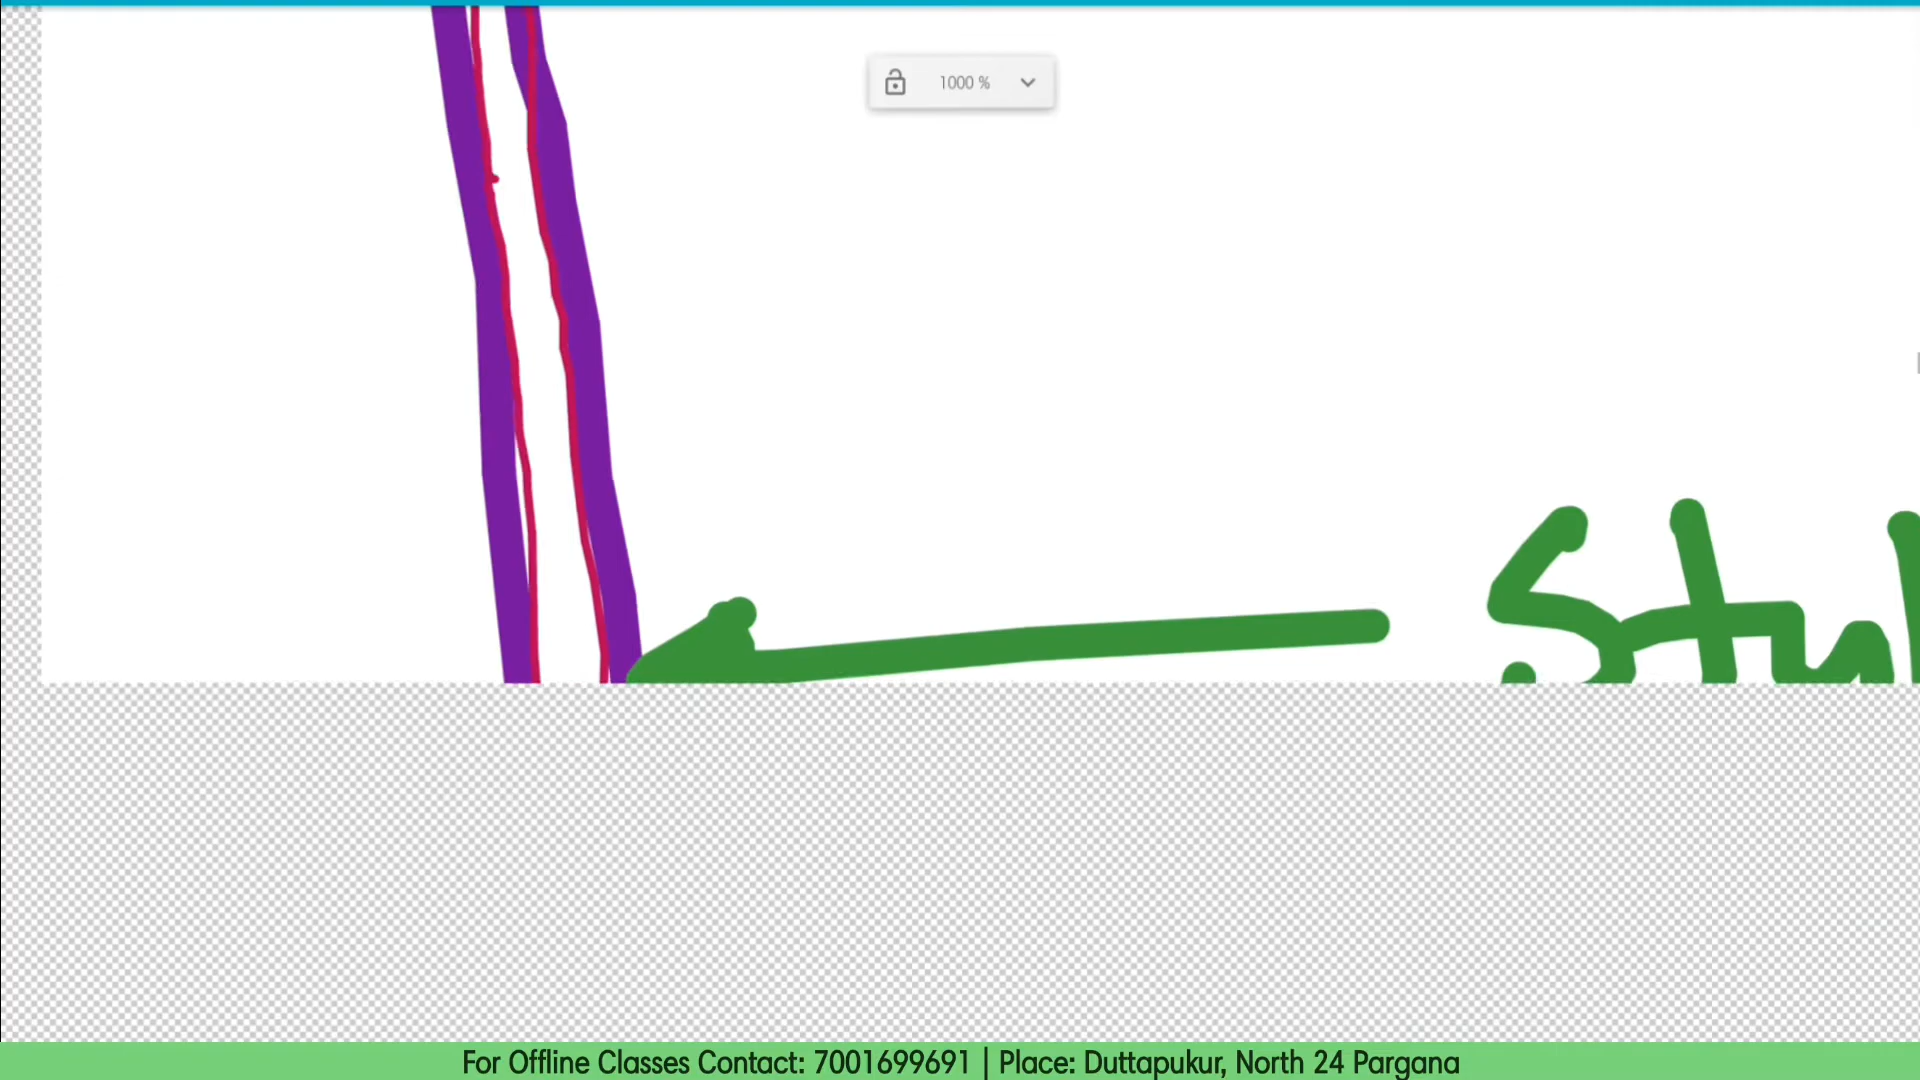 1000 %
For Offline Classes Contact: 7001699691 | Place: Duttapukur, North 24 Pargana